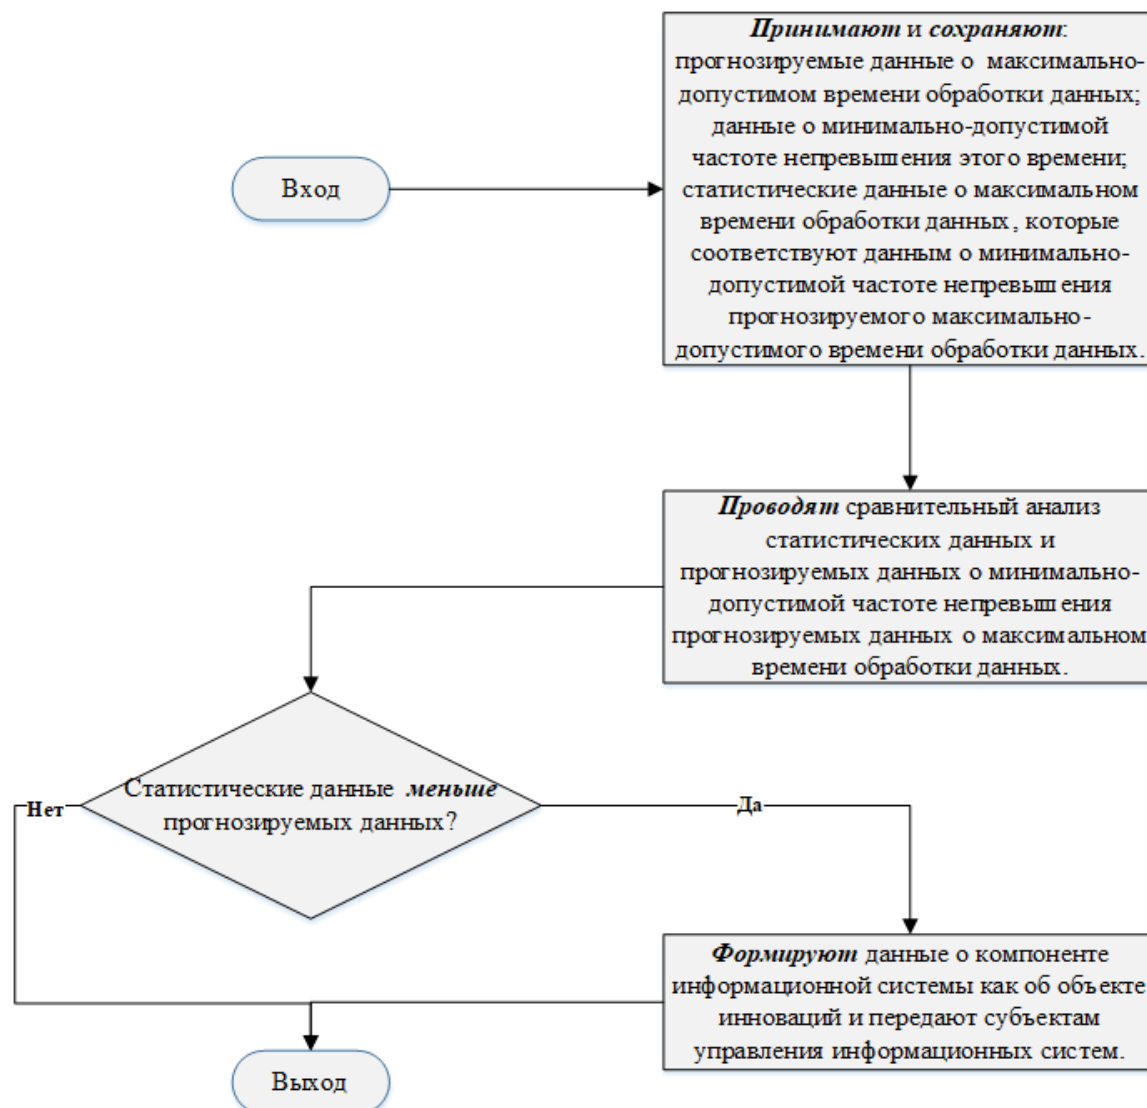 Вход
Принимают и сохраняют:
прогнозируемые данные о максимально-
допустимом времени обработки данных;
данные о минимально-допустимой
частоте непревышения этого времени;
статистические данные о максимальном
времени обработки данных, которые
соответствуют данным о минимально-
допустимой частоте непревышения
прогнозируемого максимально-
допустимого времени обработки данных.
Проводят сравнительный анализ
статистических данных и
прогнозируемых данных о минимально-
допустимой частоте непревышения
прогнозируемых данных о максимальном
времени обработки данных.
Статистические данные меньше
прогнозируемых данных?
Нет
Да
Формируют данные о компоненте
информационной системы как об объекте
инноваций и передают субъектам
управления информационных систем.
Выход